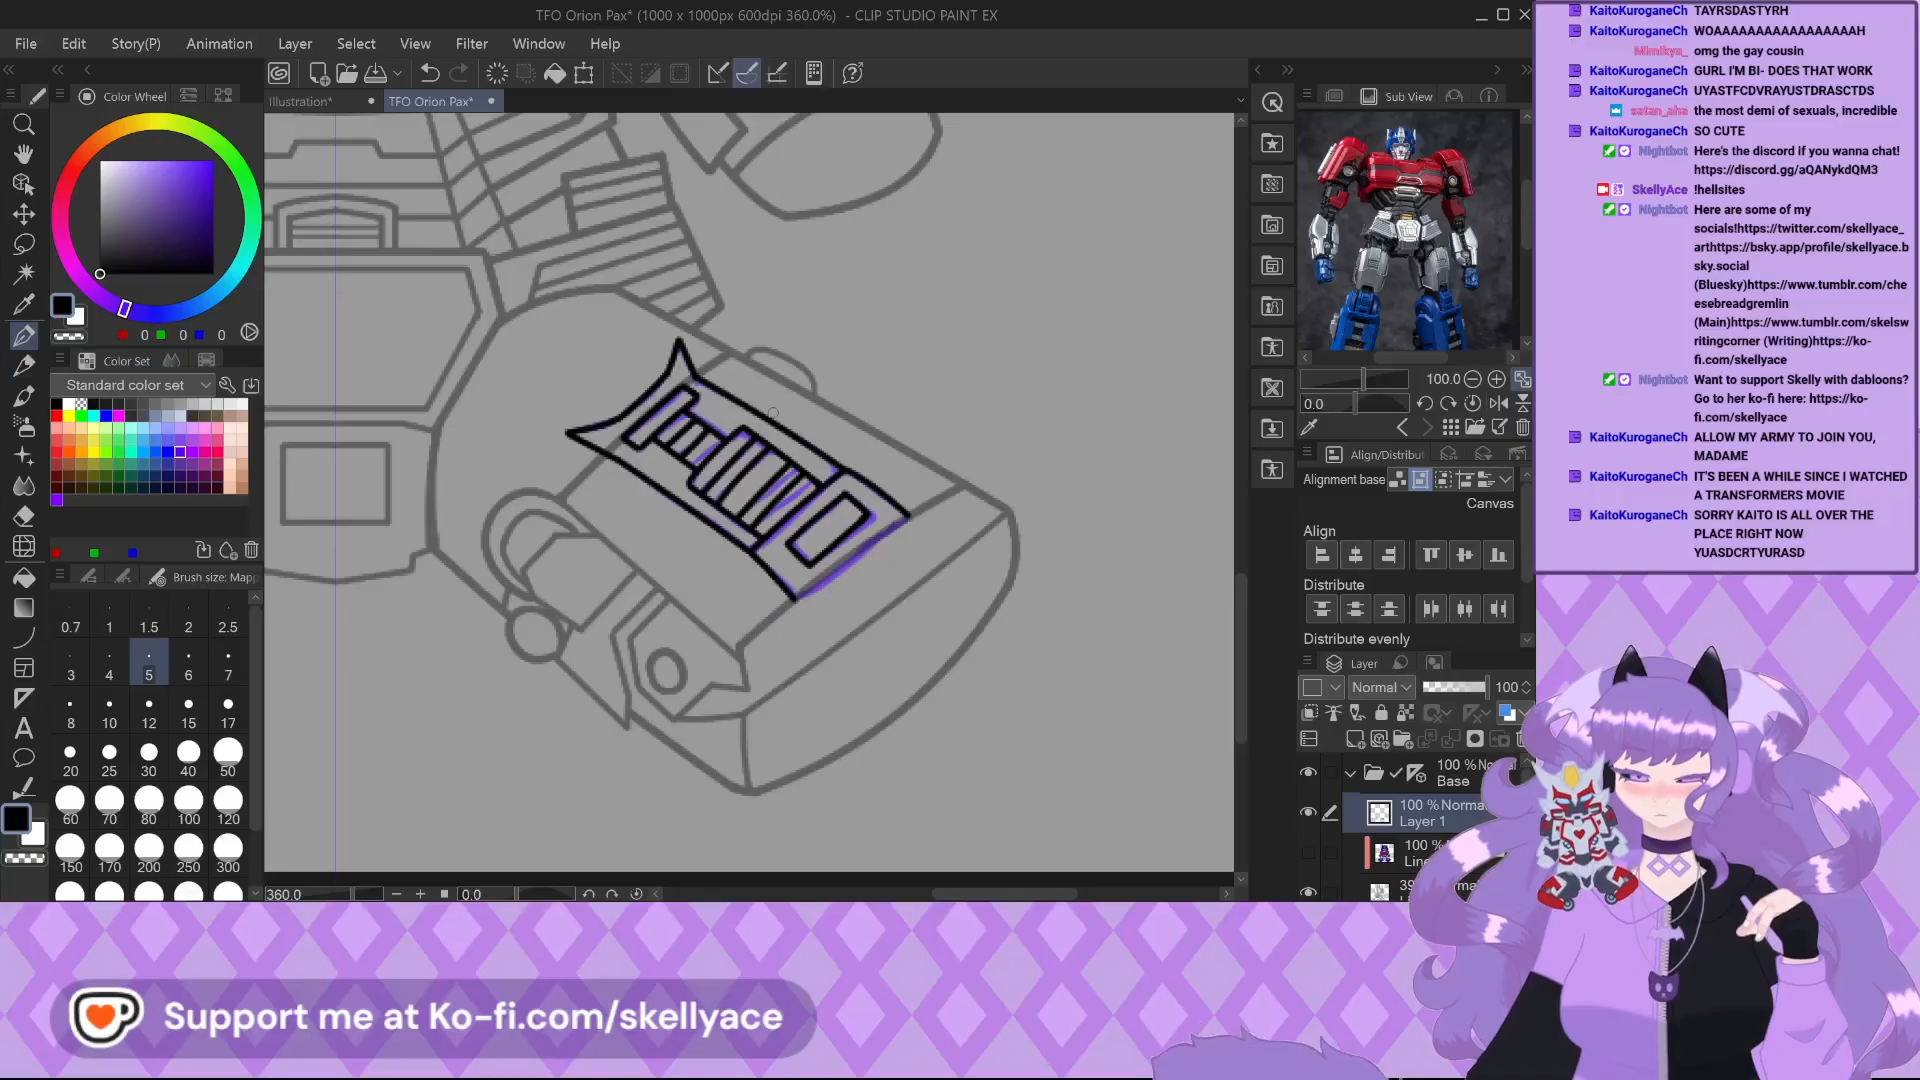 TFO Orion Pax* (1000 x 1000px 600dpi 360.0%) - CLIP STUDIO PAINT EX
File Edit Story(P) Animation Layer Select View Filter Window Help
Color Wheel
Illustration*
TFO Orion Pax*
0 0 0
Color Set
Standard color set
Brush size: Mapp
0.7 1 1.5 2 2.5
3 4 5 6 7
8 10 12 15 17
20 25 30 40 50
60 70 80 100 120
150 170 200 250 300
360.0
0.0
Sub View
100.0
0.0
Align/Distribut
Alignment base
Canvas
Align
Distribute
Distribute evenly
Layer
Normal
100
100 % No
Base
100 % Norma
Layer 1
100 %
Line
39
KaitoKuroganeCh TAYRSDASTYRH
KaitoKuroganeCh WOAAAAAAAAAAAAAAAAAH
Mimikya_ omg the gay cousin
KaitoKuroganeCh GURL I'M BI- DOES THAT WORK
KaitoKuroganeCh UYASTFCDVRAYUSTDRASCTDS
satan_aha the most demi of sexuals, incredible
KaitoKuroganeCh SO CUTE
Nightbot Here's the discord if you wanna chat!
https://discord.gg/aQANykdQM3
SkellyAce !hellsites
Nightbot Here are some of my
socials!https://twitter.com/skellyace_
arthttps://bsky.app/profile/skellyace.b
sky.social
(Bluesky)https://www.tumblr.com/che
esebreadgremlin
(Main)https://www.tumblr.com/skelsw
ritingcorner (Writing)https://ko-
fi.com/skellyace
Nightbot Want to support Skelly with dabloons?
Go to her ko-fi here: https://ko-
fi.com/skellyace
KaitoKuroganeCh ALLOW MY ARMY TO JOIN YOU,
MADAME
KaitoKuroganeCh IT'S BEEN A WHILE SINCE I WATCHED
A TRANSFORMERS MOVIE
KaitoKuroganeCh SORRY KAITO IS ALL OVER THE
PLACE RIGHT NOW
YUASDCRTYURASD
Support me at Ko-fi.com/skellyace